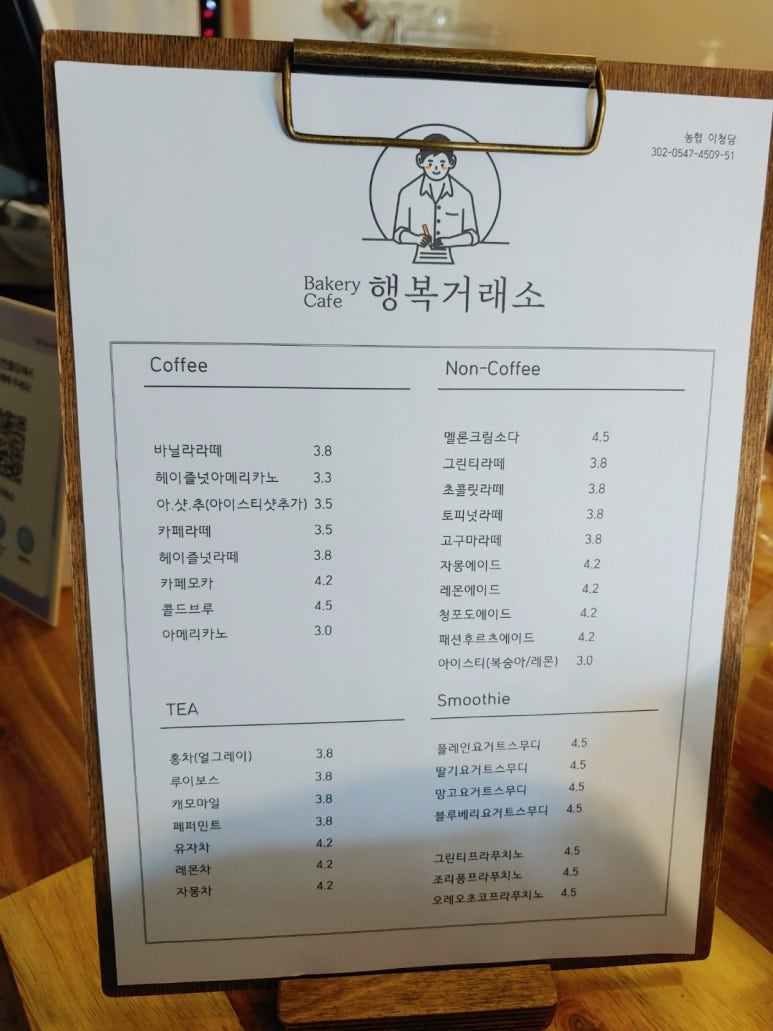 농협 이청담
302-0547-4509-51
Bakery
Cafe
행복거래소
Coffee
바닐라라떼 3.8
헤이즐넛아메리카노 3.3
아.샷.추(아이스티샷추가) 3.5
카페라떼 3.5
헤이즐넛라떼 3.8
카페모카 4.2
콜드브루 4.5
아메리카노 3.0
Non-Coffee
멜론크림소다 4.5
그린티라떼 3.8
초콜릿라떼 3.8
토피넛라떼 3.8
고구마라떼 3.8
자몽에이드 4.2
레몬에이드 4.2
청포도에이드 4.2
패션후르츠에이드 4.2
아이스티(복숭아/레몬) 3.0
TEA
홍차(얼그레이) 3.8
루이보스 3.8
캐모마일 3.8
페퍼민트 3.8
유자차 4.2
레몬차 4.2
자몽차 4.2
Smoothie
플레인요거트스무디 4.5
딸기요거트스무디 4.5
망고요거트스무디 4.5
블루베리요거트스무디 4.5
그린티프라푸치노 4.5
조리퐁프라푸치노 4.5
오레오초코프라푸치노 4.5